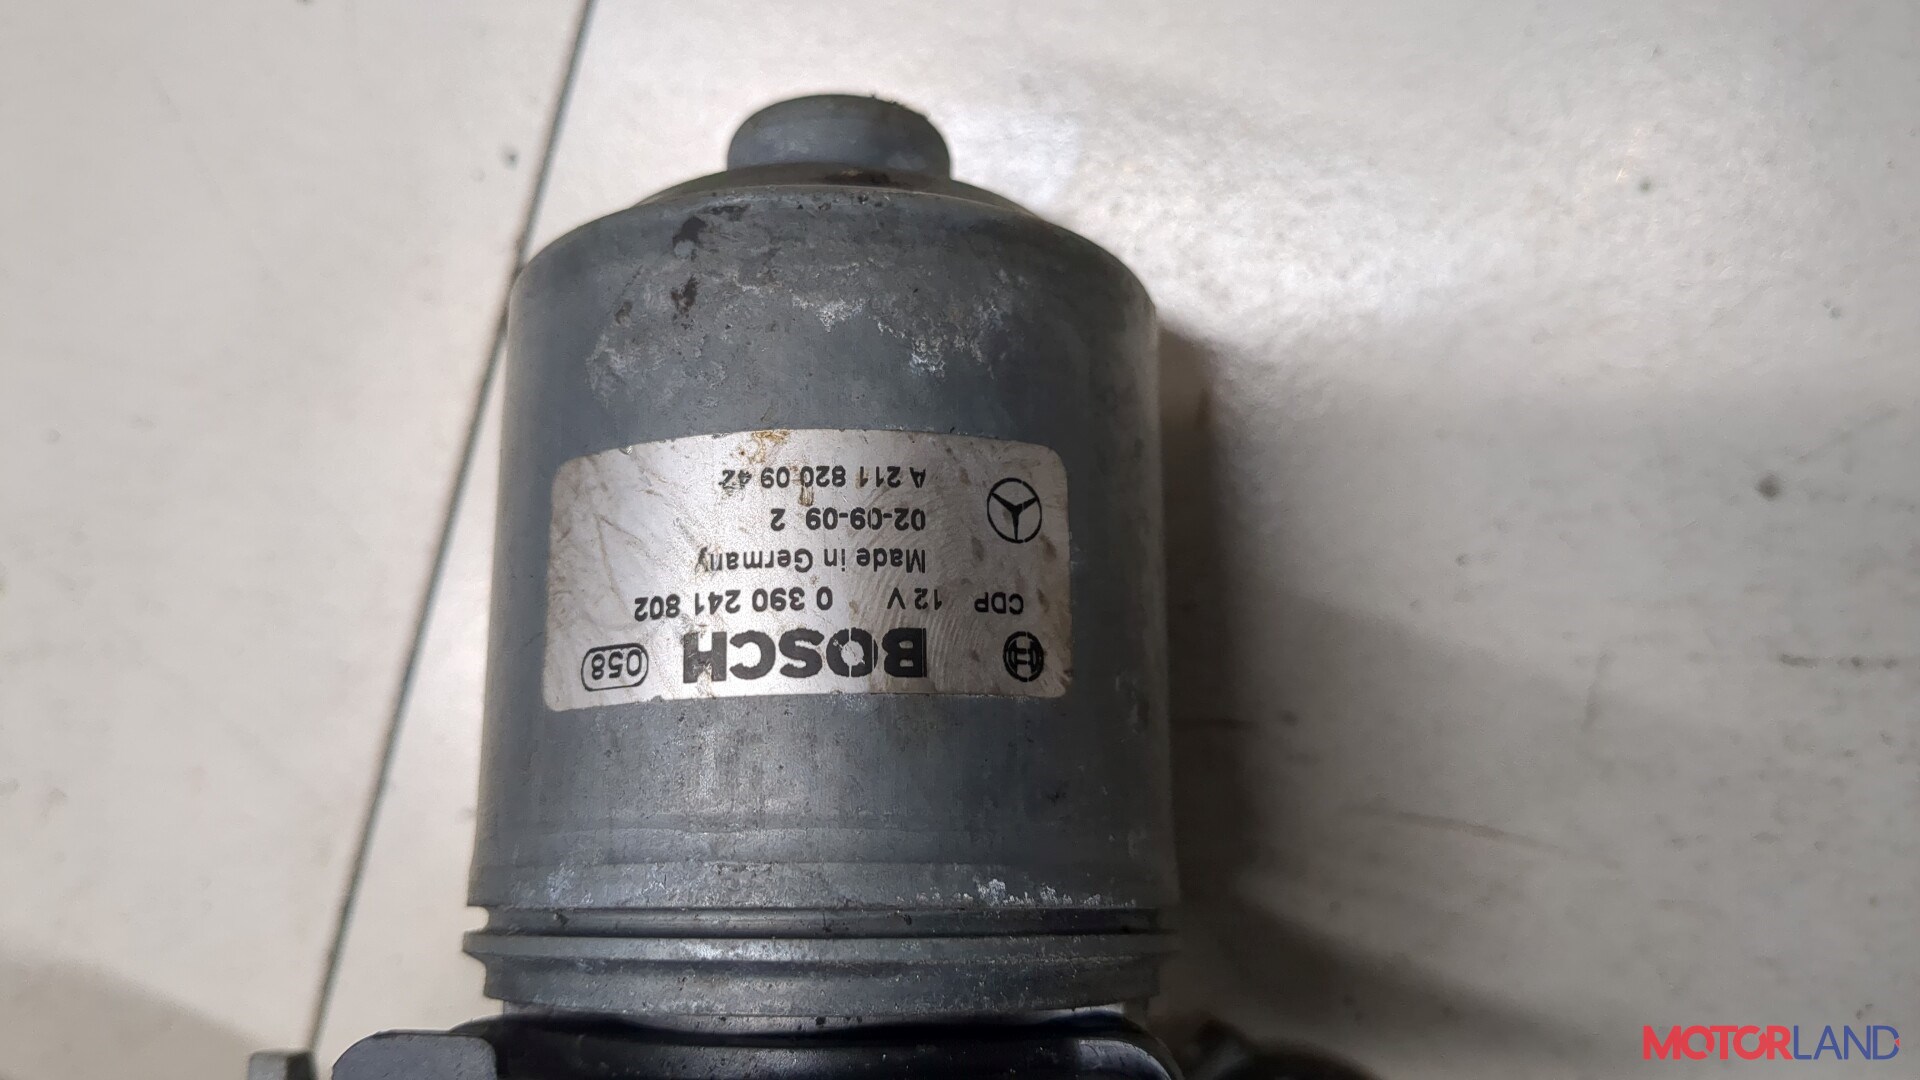 BOSCH 058
CDP 12 V 0 390 241 802
Made in Germany
02-09-09 2
A 211 820 09 42
MOTORLAND